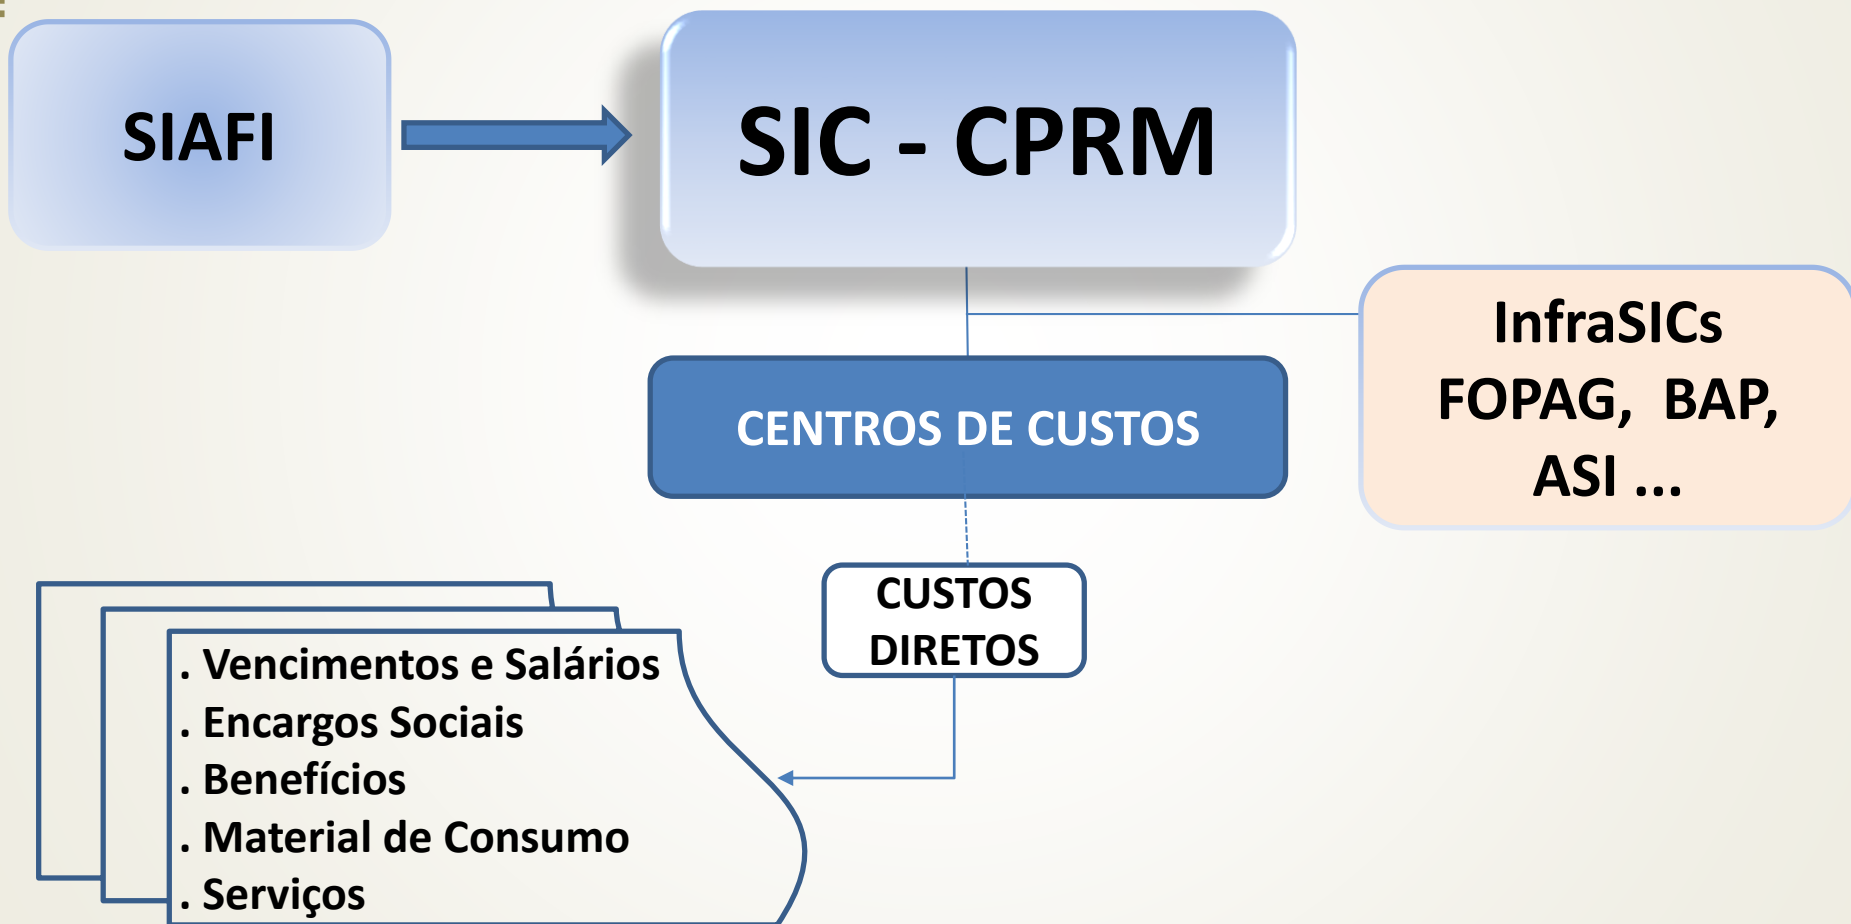 SIAFI
SIC - CPRM
InfraSICs
FOPAG, BAP,
ASI ...
CENTROS DE CUSTOS
CUSTOS
DIRETOS
. Vencimentos e Salários
. Encargos Sociais
. Benefícios
. Material de Consumo
. Serviços